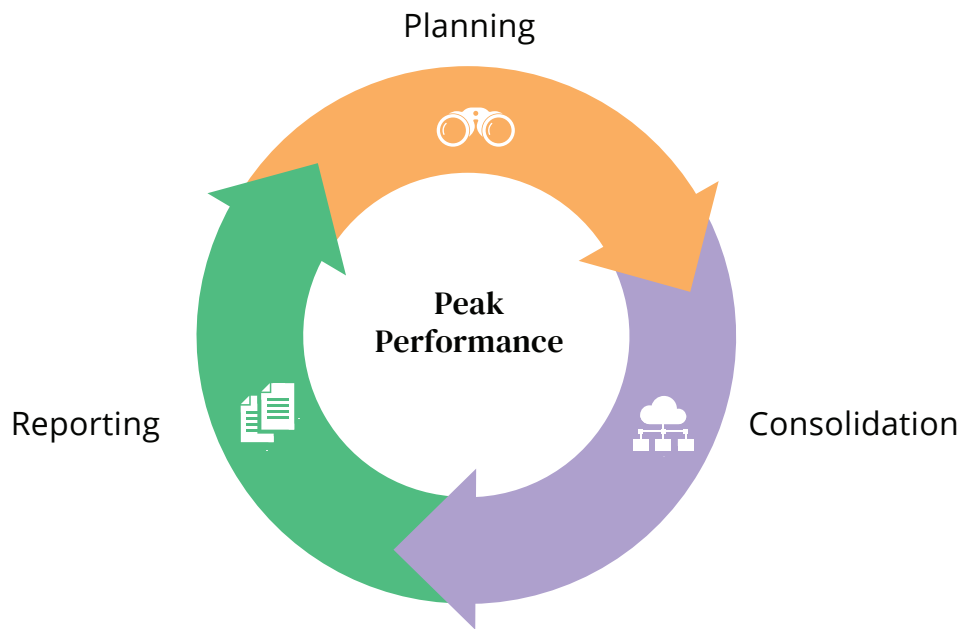 Planning
Peak
Performance
Reporting
Consolidation